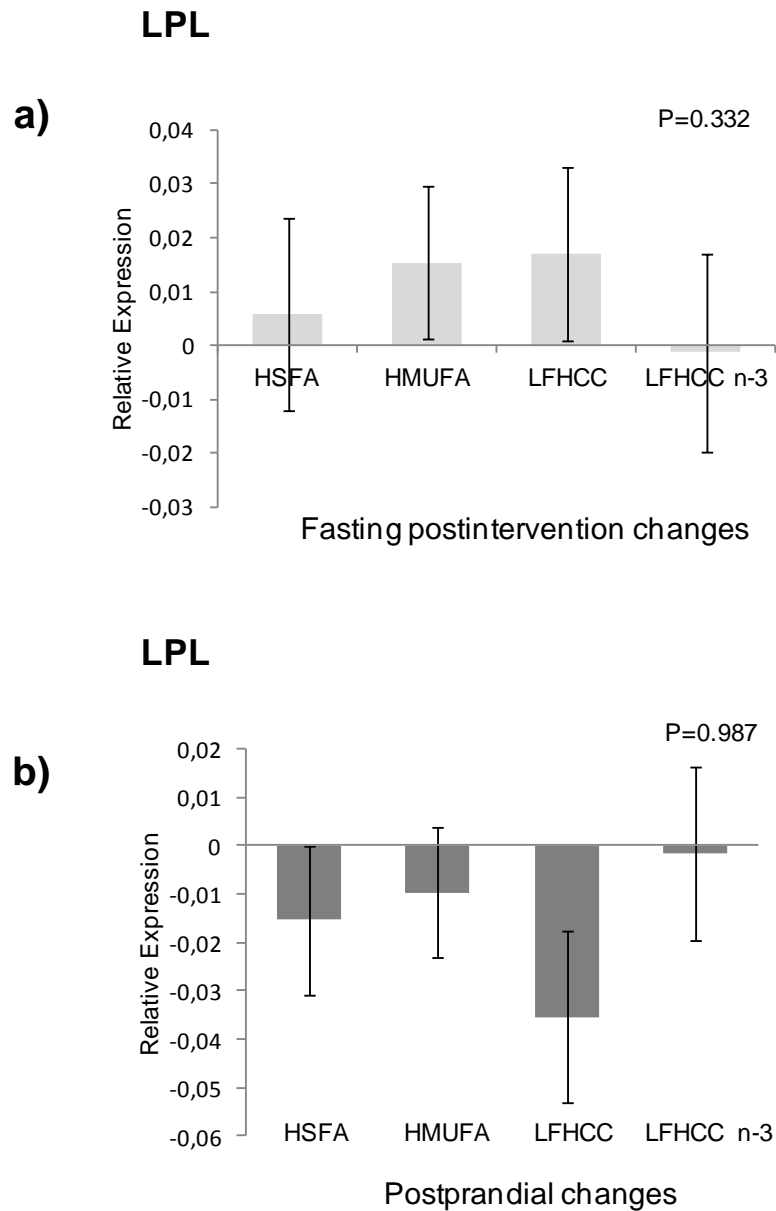 LPL
a)
P=0.332
0,04
0,03
0,02
0,01
0
-0,01
-0,02
-0,03
Relative Expression
HSFA HMUFA LFHCC LFHCC n-3
Fasting postintervention changes
LPL
b)
P=0.987
0,02
0,01
0
-0,01
-0,02
-0,03
-0,04
-0,05
-0,06
Relative Expression
HSFA HMUFA LFHCC LFHCC n-3
Postprandial changes